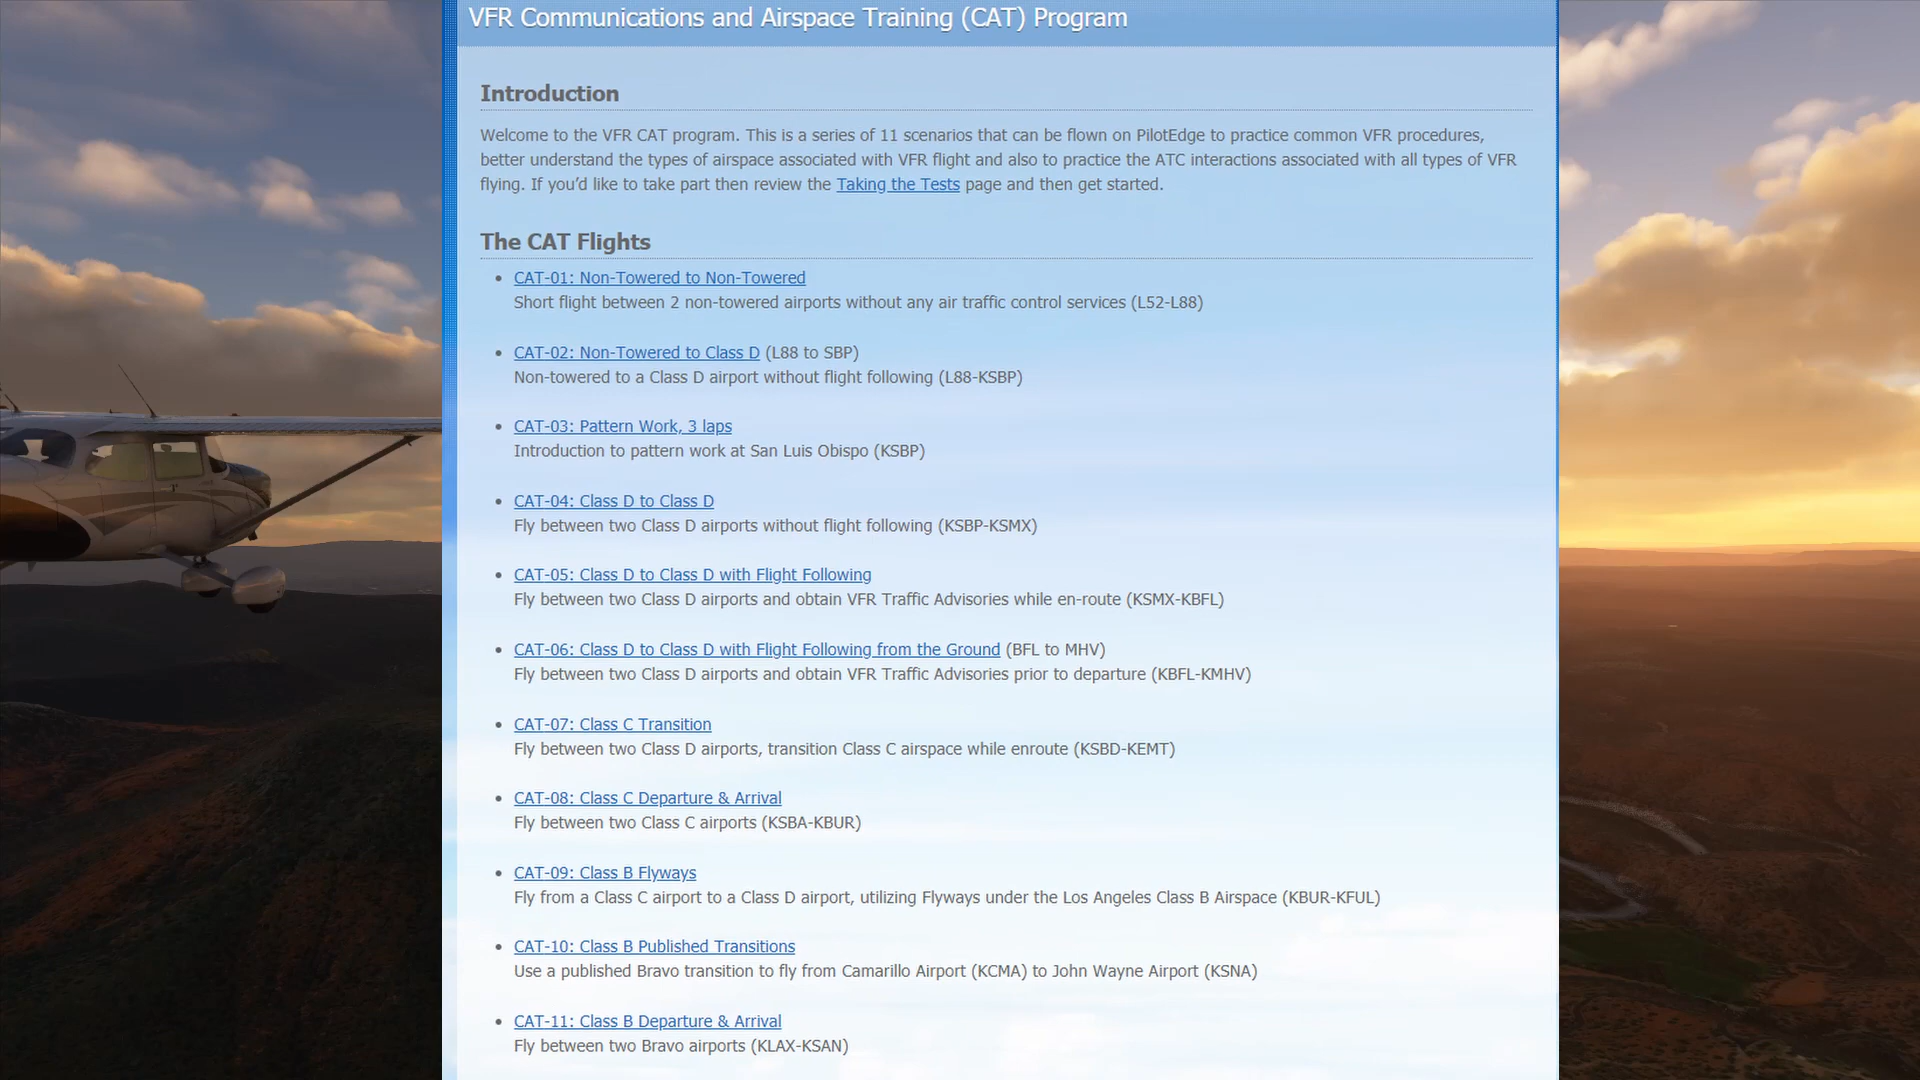 VFR Communications and Airspace Training (CAT) Program
Introduction
Welcome to the VFR CAT program. This is a series of 11 scenarios that can be flown on PilotEdge to practice common VFR procedures,
better understand the types of airspace associated with VFR flight and also to practice the ATC interactions associated with all types of VFR
flying. If you’d like to take part then review the Taking the Tests page and then get started.
The CAT Flights
• CAT-01: Non-Towered to Non-Towered
Short flight between 2 non-towered airports without any air traffic control services (L52-L88)
• CAT-02: Non-Towered to Class D (L88 to SBP)
Non-towered to a Class D airport without flight following (L88-KSBP)
• CAT-03: Pattern Work, 3 laps
Introduction to pattern work at San Luis Obispo (KSBP)
• CAT-04: Class D to Class D
Fly between two Class D airports without flight following (KSBP-KSMX)
• CAT-05: Class D to Class D with Flight Following
Fly between two Class D airports and obtain VFR Traffic Advisories while en-route (KSMX-KBFL)
• CAT-06: Class D to Class D with Flight Following from the Ground (BFL to MHV)
Fly between two Class D airports and obtain VFR Traffic Advisories prior to departure (KBFL-KMHV)
• CAT-07: Class C Transition
Fly between two Class D airports, transition Class C airspace while enroute (KSBD-KEMT)
• CAT-08: Class C Departure & Arrival
Fly between two Class C airports (KSBA-KBUR)
• CAT-09: Class B Flyways
Fly from a Class C airport to a Class D airport, utilizing Flyways under the Los Angeles Class B Airspace (KBUR-KFUL)
• CAT-10: Class B Published Transitions
Use a published Bravo transition to fly from Camarillo Airport (KCMA) to John Wayne Airport (KSNA)
• CAT-11: Class B Departure & Arrival
Fly between two Bravo airports (KLAX-KSAN)